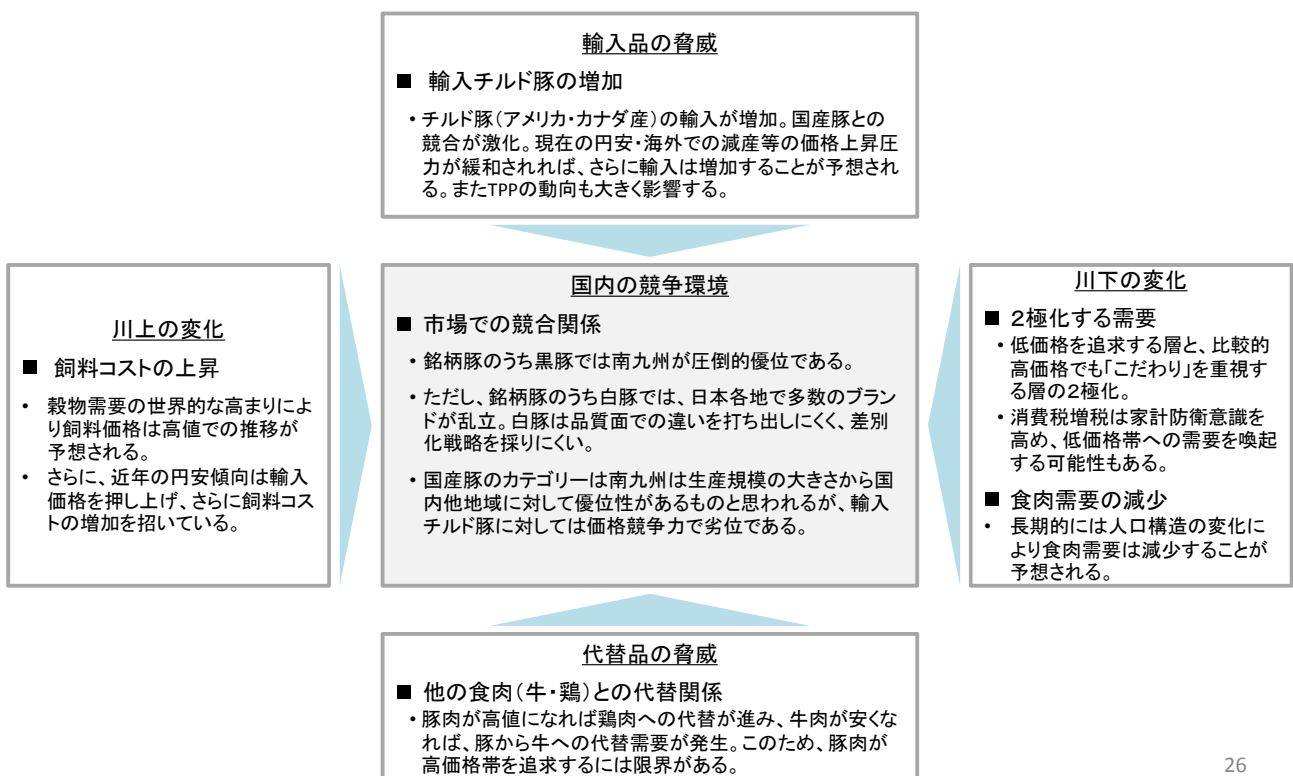 輸入品の脅威
■ 輸入チルド豚の増加
・チルド豚(アメリカ・カナダ産)の輸入が増加。国産豚との
競合が激化。現在の円安・海外での減産等の価格上昇圧
力が緩和されれば、さらに輸入は増加することが予想され
る。またTPPの動向も大きく影響する。
川上の変化
■ 飼料コストの上昇
• 穀物需要の世界的な高まりによ
り飼料価格は高値での推移が
予想される。
• さらに、近年の円安傾向は輸入
価格を押し上げ、さらに飼料コス
トの増加を招いている。
国内の競争環境
■ 市場での競合関係
・銘柄豚のうち黒豚では南九州が圧倒的優位である。
・ただし、銘柄豚のうち白豚では、日本各地で多数のブラン
ドが乱立。白豚は品質面での違いを打ち出しにくく、差別
化戦略を採りにくい。
・国産豚のカテゴリーは南九州は生産規模の大きさから国
内他地域に対して優位性があるものと思われるが、輸入
チルド豚に対しては価格競争力で劣位である。
川下の変化
■ 2極化する需要
・低価格を追求する層と、比較的
高価格でも「こだわり」を重視す
る層の2極化。
・消費税増税は家計防衛意識を
高め、低価格帯への需要を喚起
する可能性もある。
■ 食肉需要の減少
• 長期的には人口構造の変化に
より食肉需要は減少することが
予想される。
代替品の脅威
■ 他の食肉(牛・鶏)との代替関係
・豚肉が高値になれば鶏肉への代替が進み、牛肉が安くな
れば、豚から牛への代替需要が発生。このため、豚肉が
高価格帯を追求するには限界がある。
26